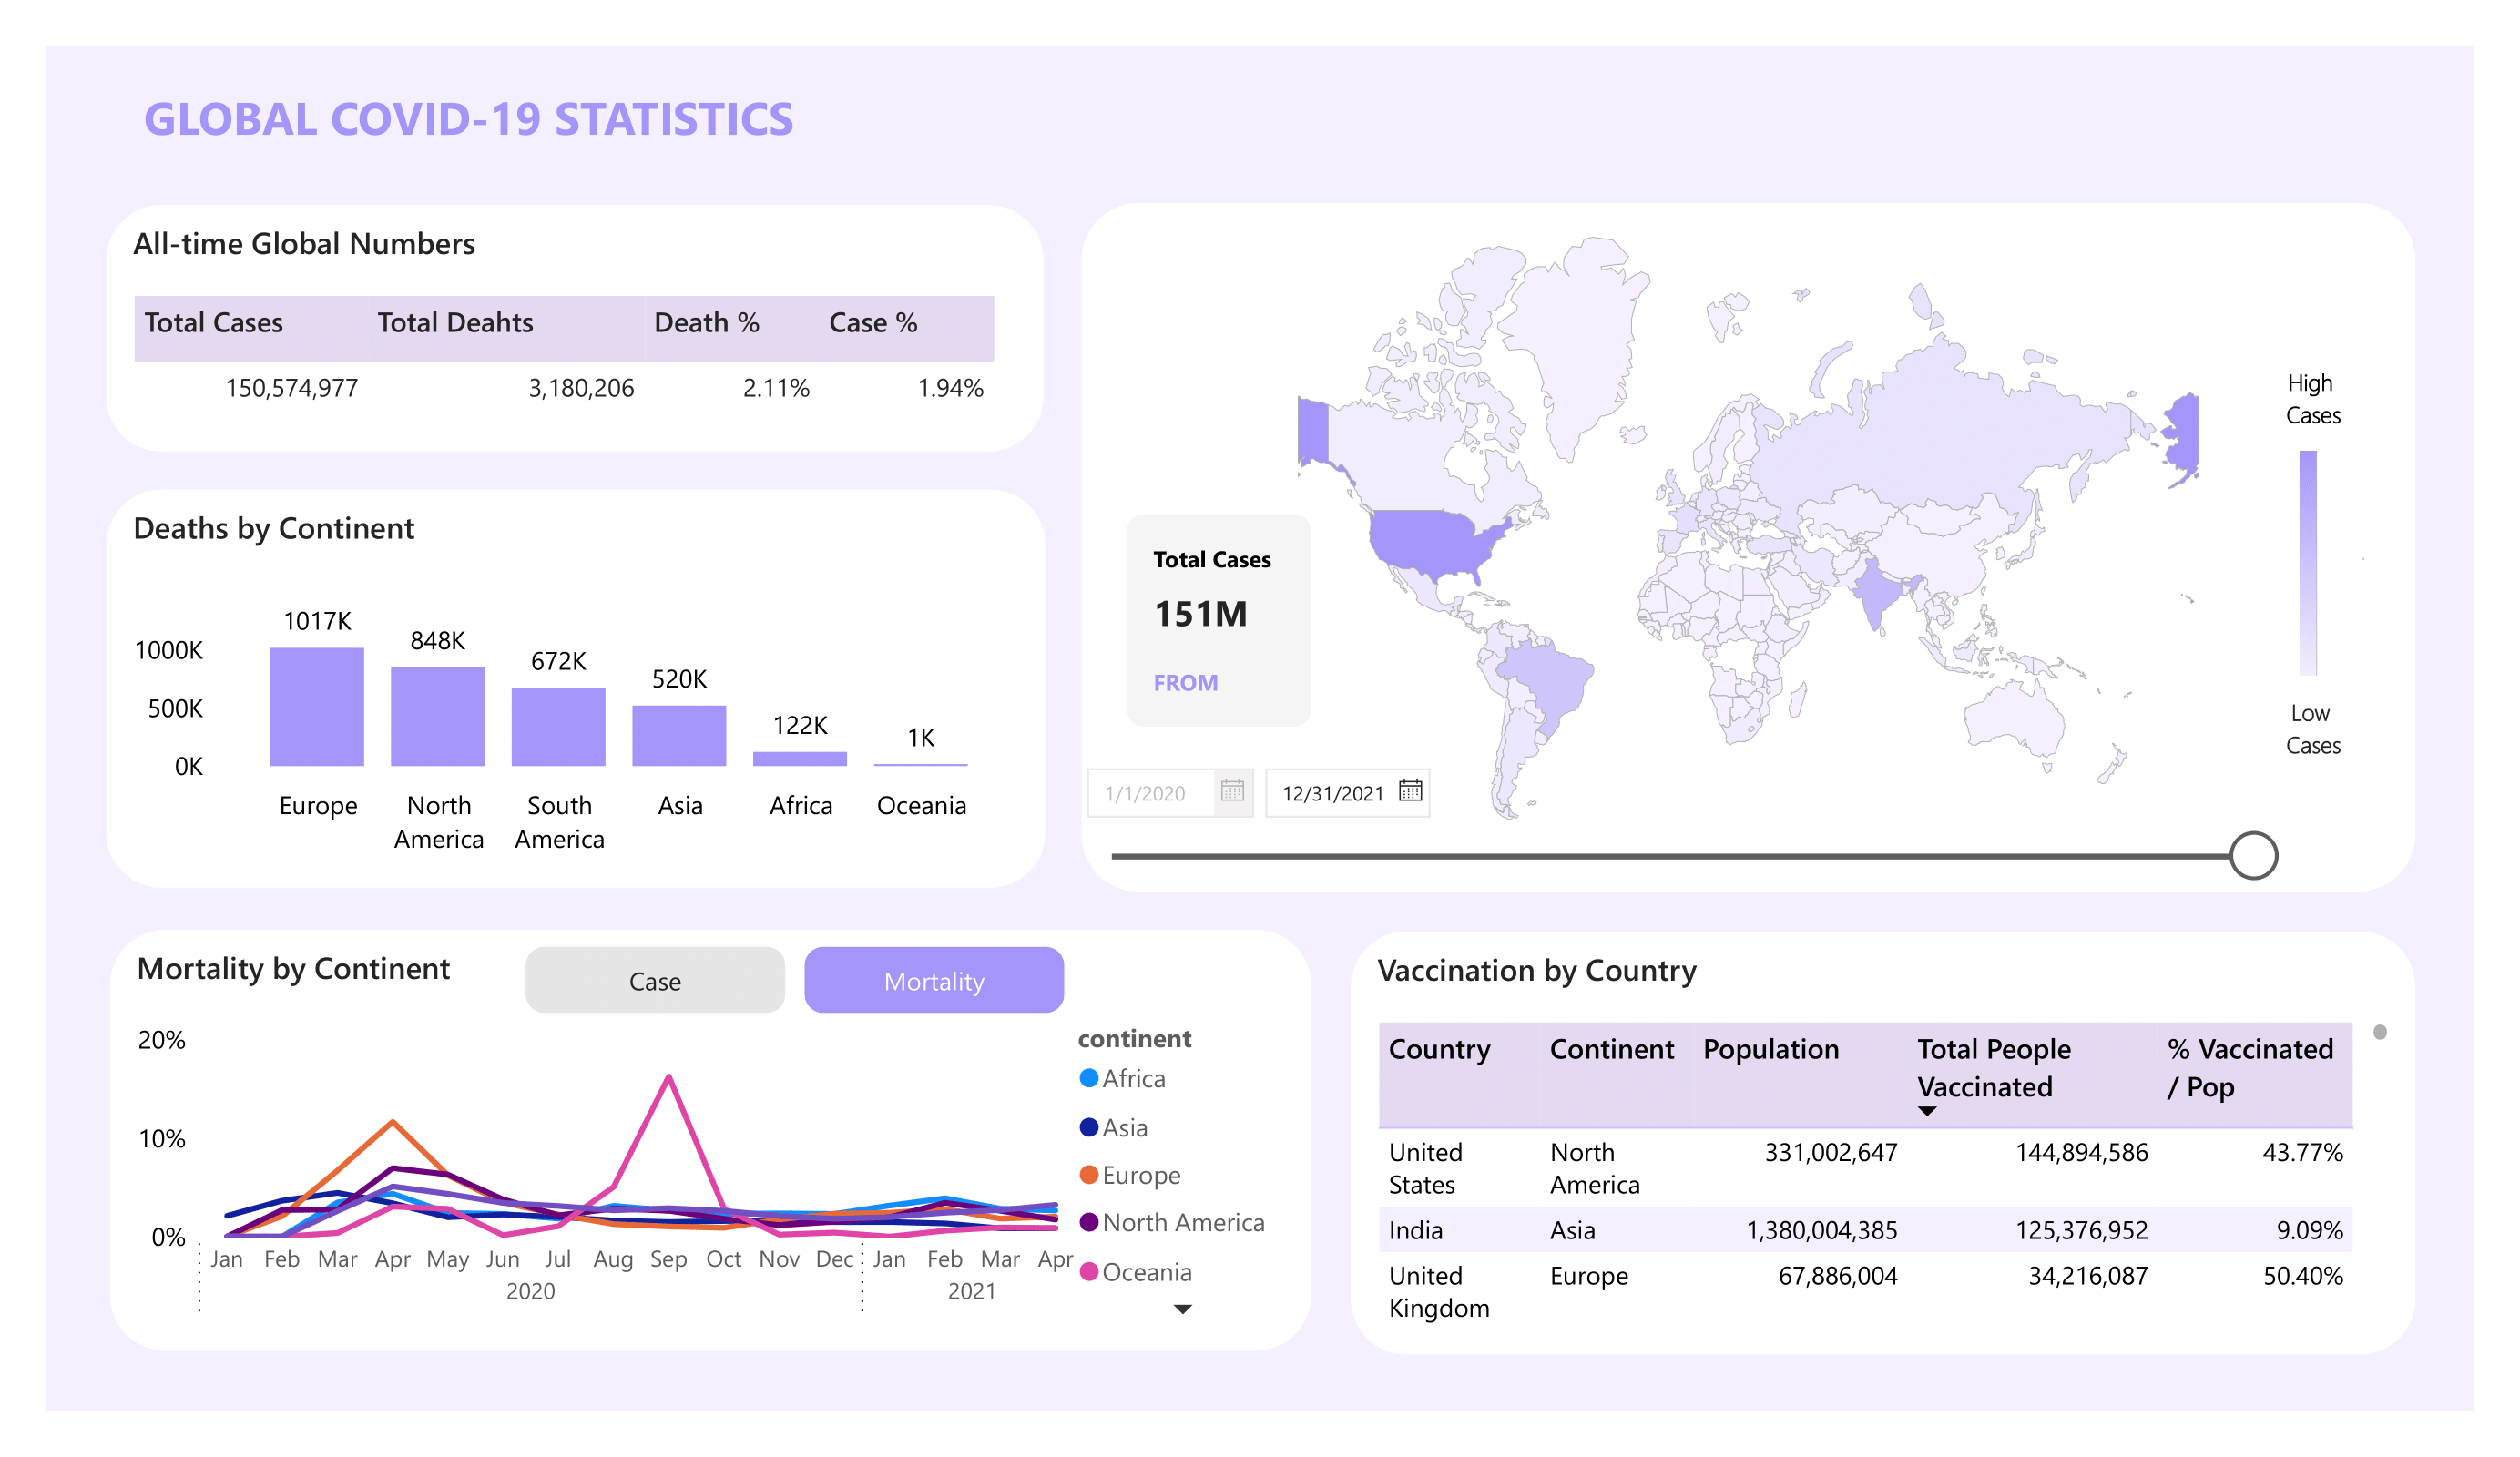 GLOBAL COVID-19 STATISTICS
All-time Global Numbers
Total Cases Total Deahts Death % Case %
150,574,977 3,180,206 2.11% 1.94%
Deaths by Continent
1000K
500K
0K
1017K
848K
672K
520K
122K
1K
Europe North South Asia Africa Oceania
America America
Total Cases
151M
FROM
1/1/2020 12/31/2021
High
Cases
Low
Cases
Mortality by Continent
Case Mortality
20%
10%
0%
Jan Feb Mar Apr May Jun Jul Aug Sep Oct Nov Dec Jan Feb Mar Apr
2020 2021
continent
Africa
Asia
Europe
North America
Oceania
Vaccination by Country
Country Continent Population Total People % Vaccinated
Vaccinated / Pop
United North 331,002,647 144,894,586 43.77%
States America
India Asia 1,380,004,385 125,376,952 9.09%
United Europe 67,886,004 34,216,087 50.40%
Kingdom